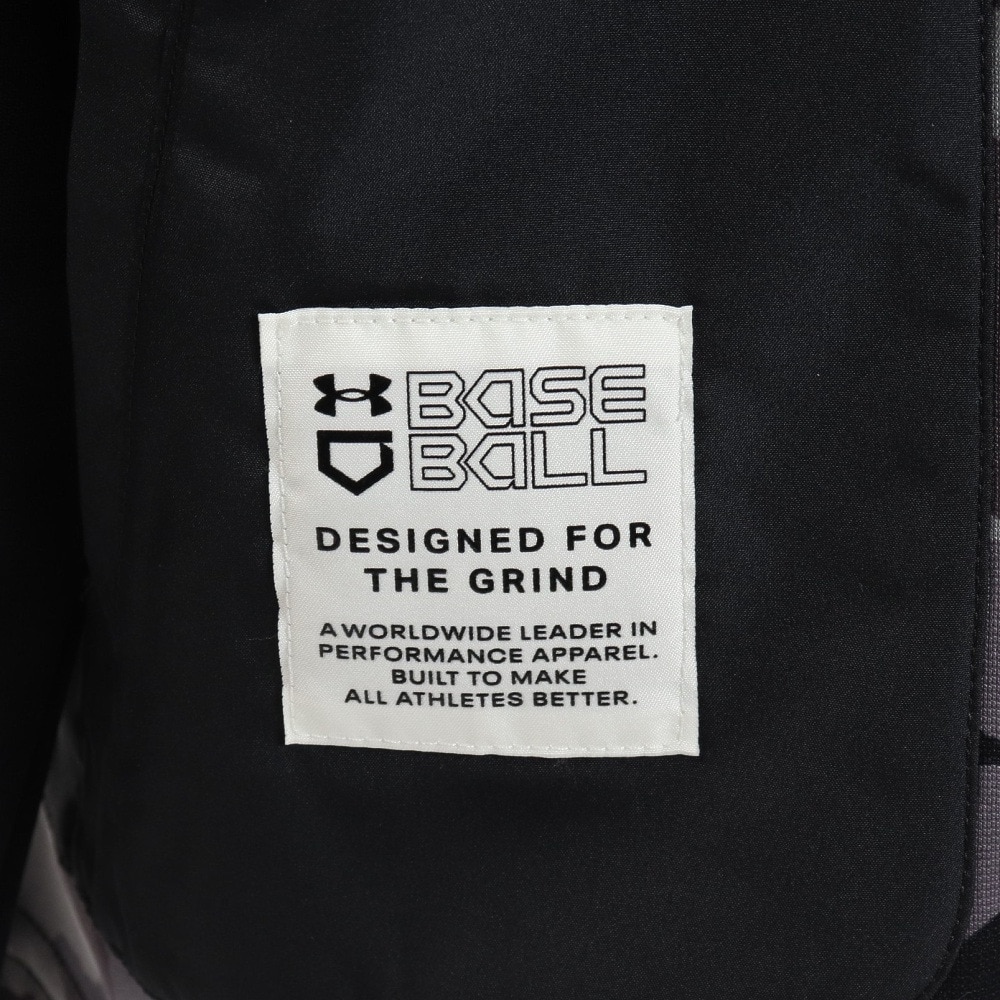 BASE
BALL
DESIGNED FOR
THE GRIND
A WORLDWIDE LEADER IN
PERFORMANCE APPAREL.
BUILT TO MAKE
ALL ATHLETES BETTER.